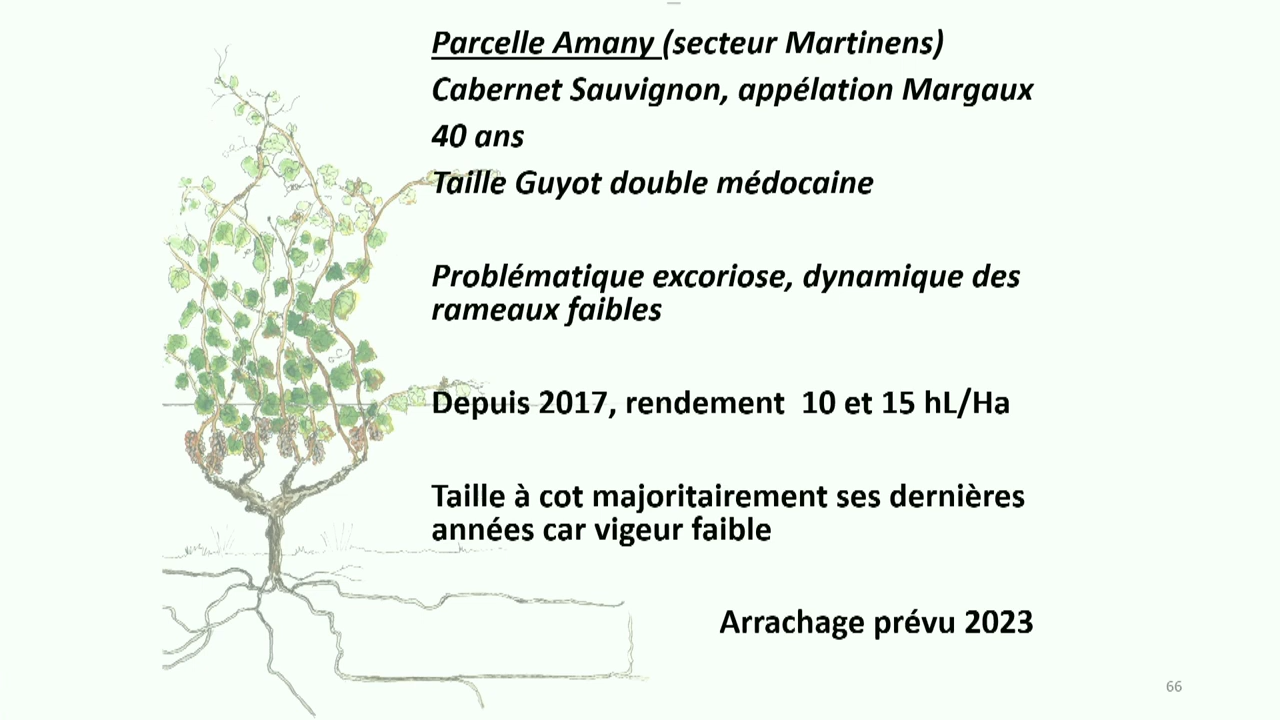 Parcelle Amany (secteur Martinens)
Cabernet Sauvignon, appélation Margaux
40 ans
Taille Guyot double médocaine
Problématique excoriose, dynamique des
rameaux faibles
Depuis 2017, rendement 10 et 15 hL/Ha
Taille à cot majoritairement ses dernières
années car vigeur faible
Arrachage prévu 2023
66